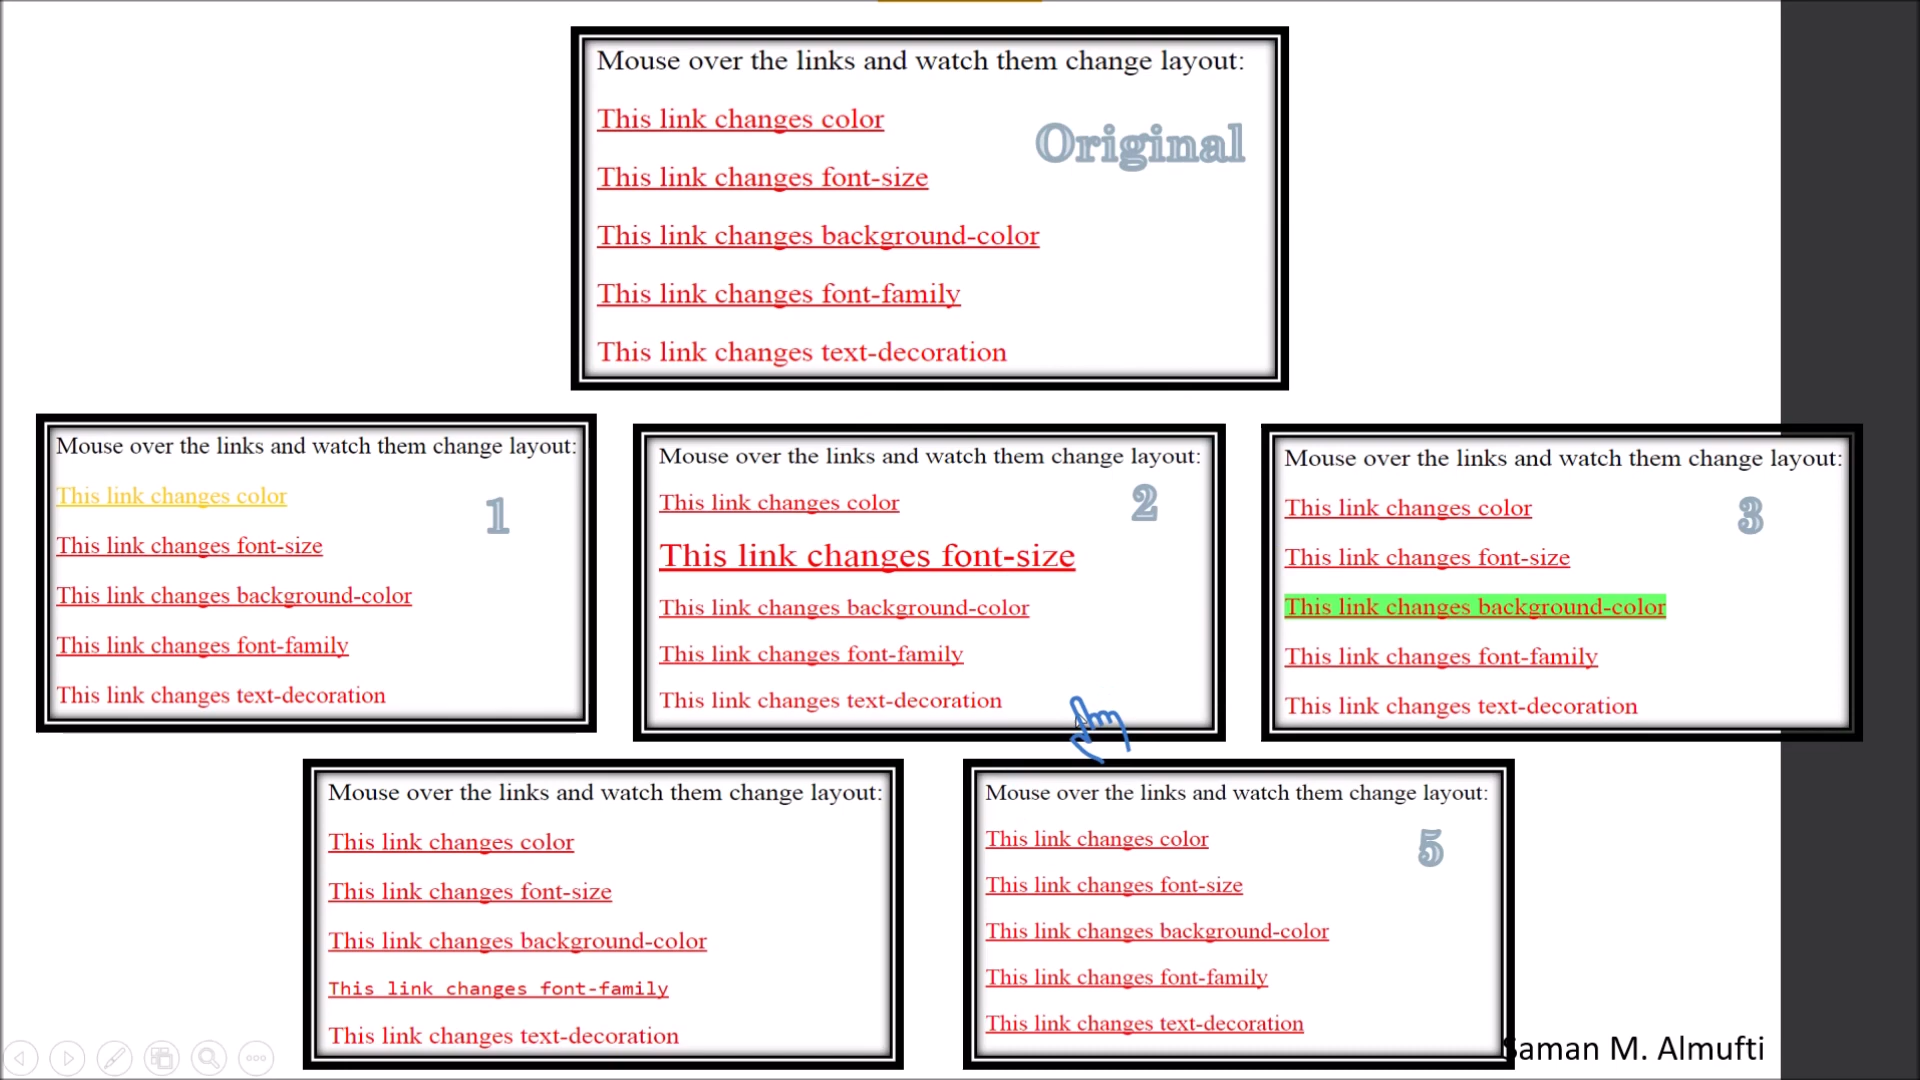 Mouse over the links and watch them change layout:
This link changes color
Original
This link changes font-size
This link changes background-color
This link changes font-family
This link changes text-decoration
Mouse over the links and watch them change layout:
This link changes color
1
This link changes font-size
This link changes background-color
This link changes font-family
This link changes text-decoration
Mouse over the links and watch them change layout:
This link changes color
2
This link changes font-size
This link changes background-color
This link changes font-family
This link changes text-decoration
Mouse over the links and watch them change layout:
This link changes color
3
This link changes font-size
This link changes background-color
This link changes font-family
This link changes text-decoration
Mouse over the links and watch them change layout:
This link changes color
This link changes font-size
This link changes background-color
This link changes font-family
This link changes text-decoration
Mouse over the links and watch them change layout:
This link changes color
5
This link changes font-size
This link changes background-color
This link changes font-family
This link changes text-decoration
Saman M. Almufti